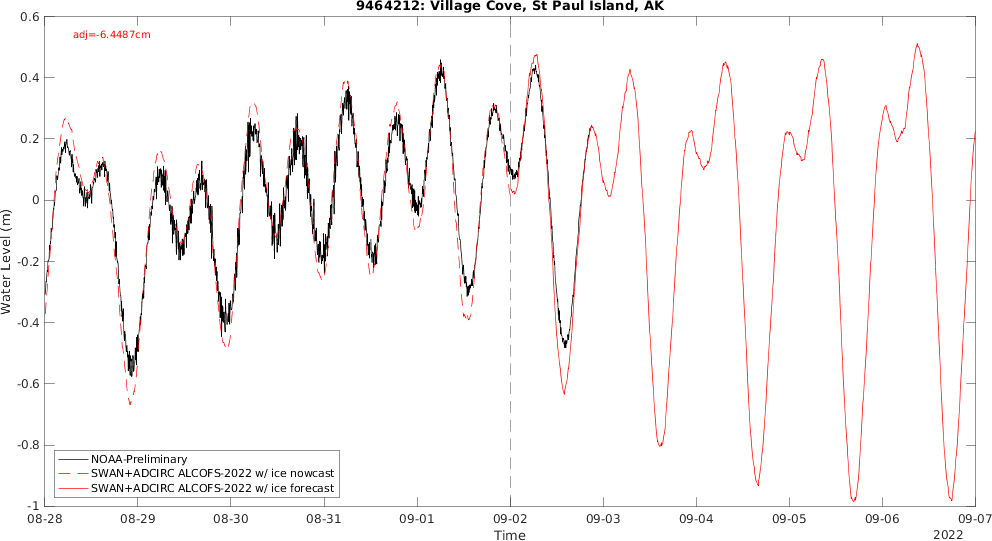 9464212: Village Cove, St Paul Island, AK
adj=-6.4487cm
Water Level (m)
0.6
0.4
0.2
0
-0.2
-0.4
-0.6
-0.8
-1
NOAA-Preliminary
SWAN+ADCIRC ALCOFS-2022 w/ ice nowcast
SWAN+ADCIRC ALCOFS-2022 w/ ice forecast
08-28 08-29 08-30 08-31 09-01 09-02 09-03 09-04 09-05 09-06 09-07
Time
2022